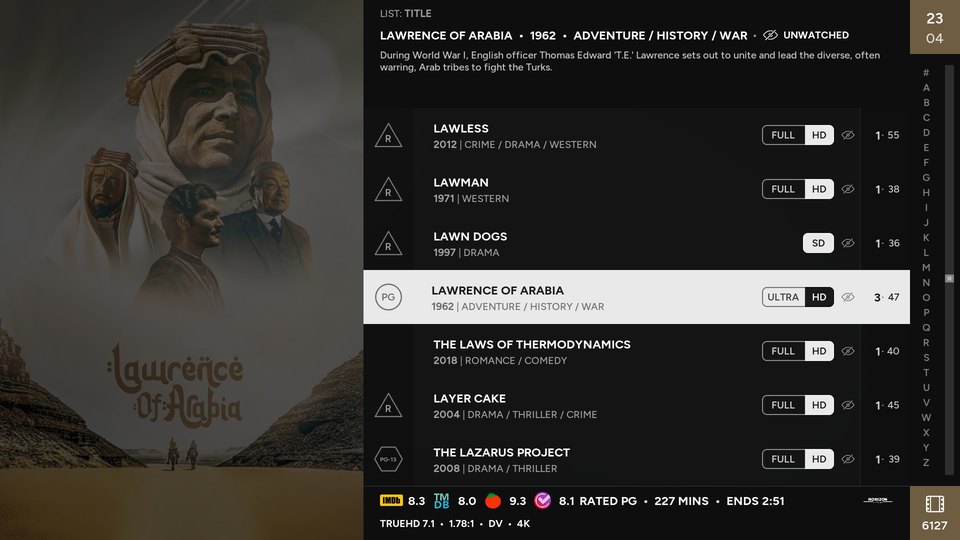 LIST: TITLE
LAWRENCE OF ARABIA • 1962 • ADVENTURE / HISTORY / WAR · UNWATCHED
During World War I, English officer Thomas Edward 'T.E.' Lawrence sets out to unite and lead the diverse, often
warring, Arab tribes to fight the Turks.
23
04
R
LAWLESS
2012 | CRIME / DRAMA / WESTERN
FULL HD
1· 55
R
LAWMAN
1971 | WESTERN
FULL HD
1· 38
R
LAWN DOGS
1997 | DRAMA
SD
1· 36
PG
LAWRENCE OF ARABIA
1962 | ADVENTURE / HISTORY / WAR
ULTRA HD
3· 47
THE LAWS OF THERMODYNAMICS
2018 | ROMANCE / COMEDY
FULL HD
1· 40
R
LAYER CAKE
2004 | DRAMA / THRILLER / CRIME
FULL HD
1· 45
PG-13
THE LAZARUS PROJECT
2008 | DRAMA / THRILLER
FULL HD
1· 39
#
A
B
C
D
E
F
G
H
I
J
K
L
M
N
O
P
Q
R
S
T
U
V
W
X
Y
Z
Lawrence
Of Arabia
IMDb 8.3 TMDB 8.0 9.3 8.1 RATED PG • 227 MINS • ENDS 2:51
HORIZON
TRUEHD 7.1 • 1.78:1 • DV • 4K
6127